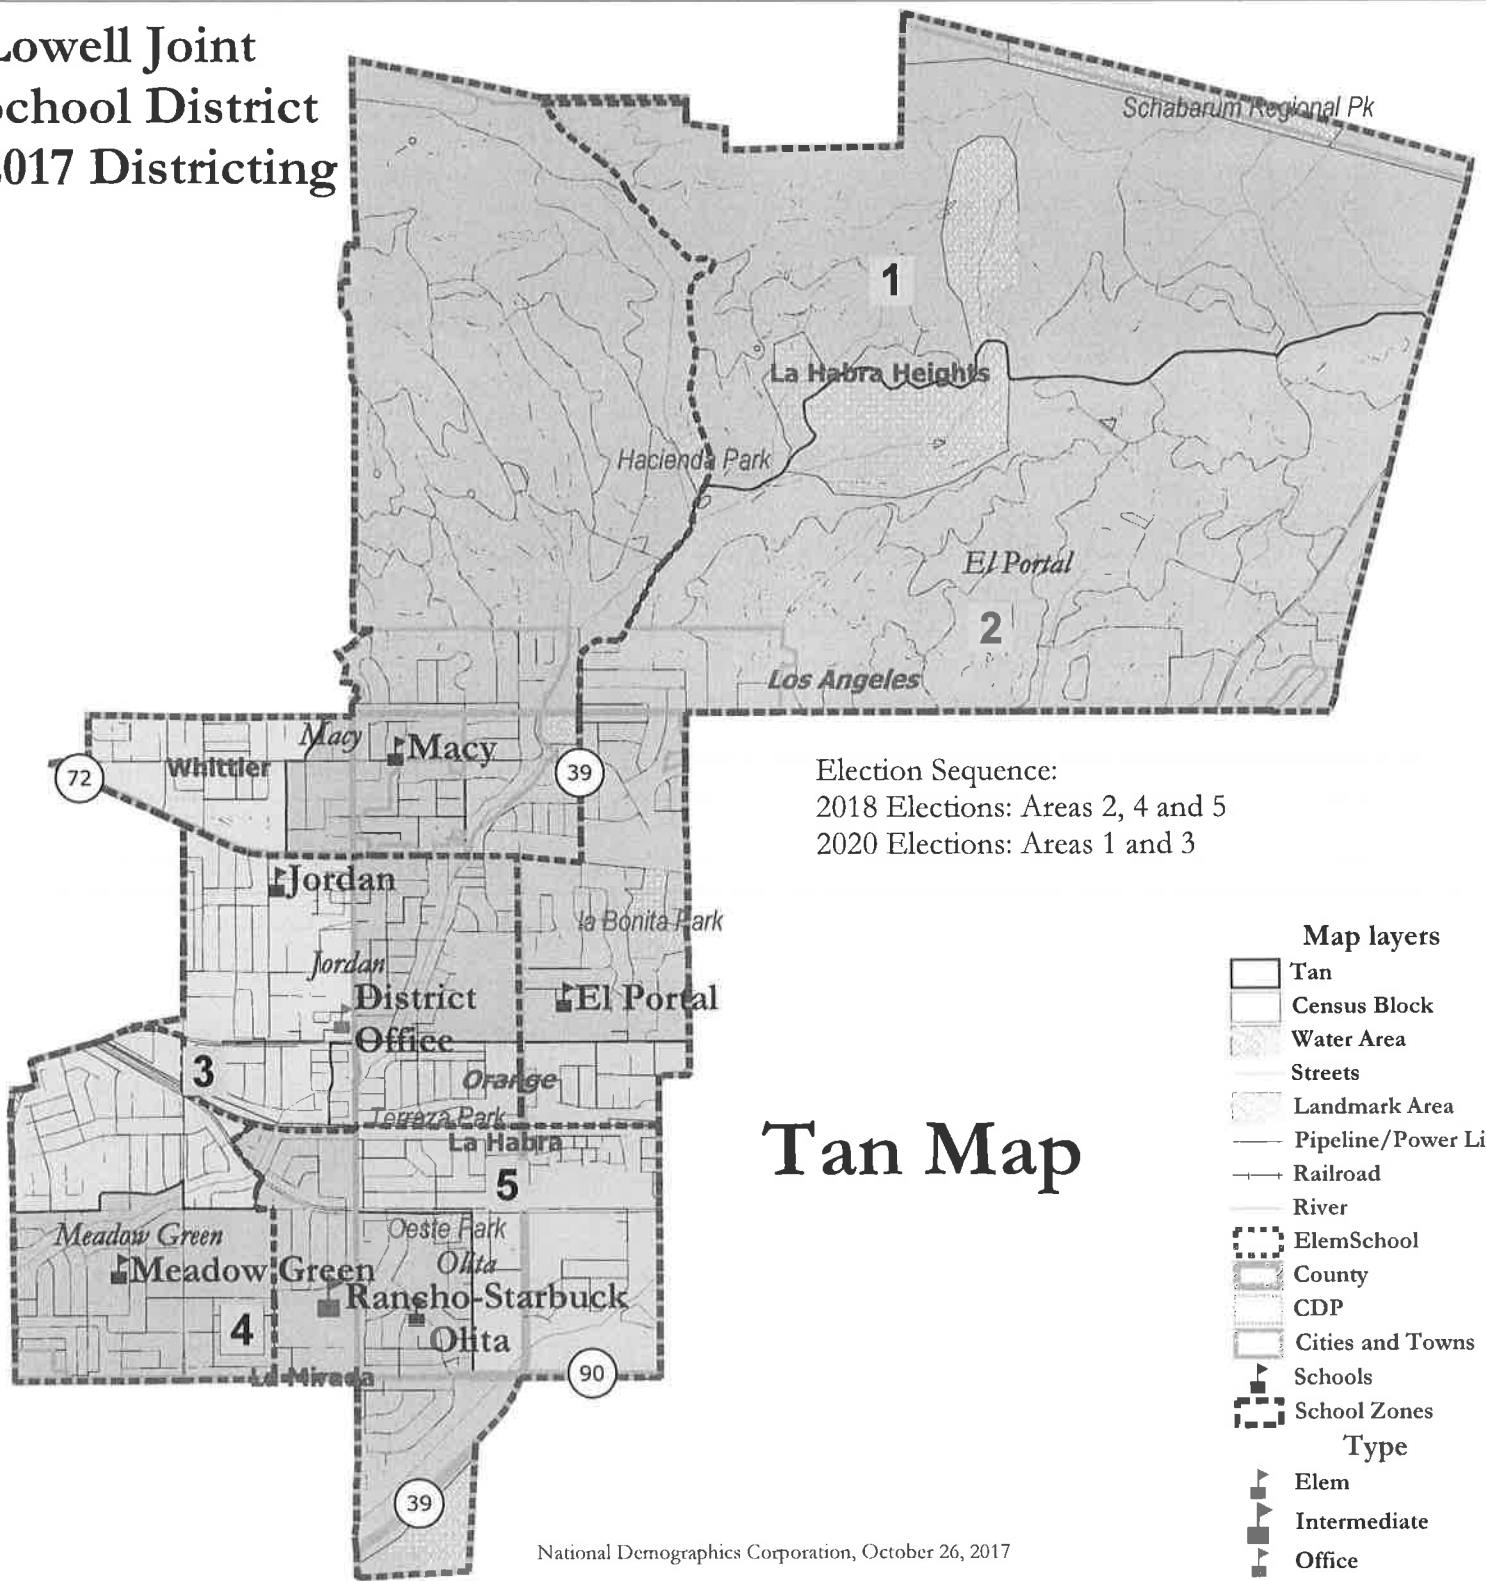 Lowell Joint
School District
2017 Districting
Schabarum Regional Pk
1
La Habra Heights
Hacienda Park
El Portal
2
Los Angeles
Macy
Macy
Whittier
72
39
Election Sequence:
2018 Elections: Areas 2, 4 and 5
2020 Elections: Areas 1 and 3
Jordan
la Bonita Park
Jordan
District
Office
El Portal
3
Orange
Terraza Park
La Habra
5
Tan Map
Meadow Green
Oeste Park
Meadow Green
Olita
Rancho-Starbuck
4
Olita
La Mirada
90
39
Map layers
Tan
Census Block
Water Area
Streets
Landmark Area
Pipeline/Power Li
Railroad
River
ElemSchool
County
CDP
Cities and Towns
Schools
School Zones
Type
Elem
Intermediate
Office
National Demographics Corporation, October 26, 2017